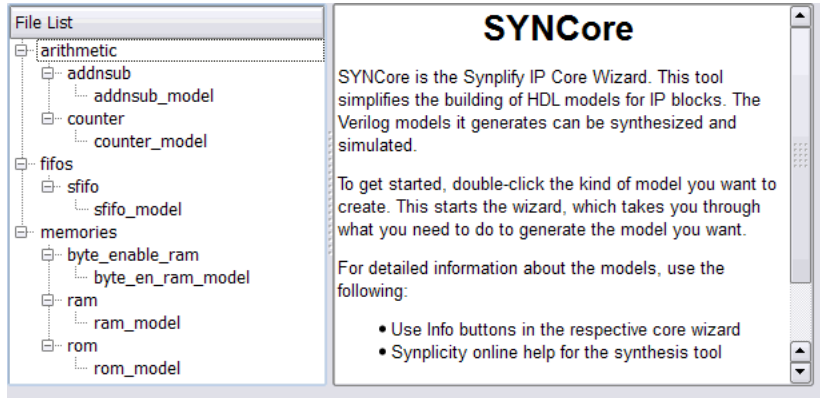 File List
arithmetic
addnsub
addnsub_model
counter
counter_model
fifos
sfifo
sfifo_model
memories
byte_enable_ram
byte_en_ram_model
ram
ram_model
rom
rom_model
SYNCore
SYNCore is the Synplify IP Core Wizard. This tool
simplifies the building of HDL models for IP blocks. The
Verilog models it generates can be synthesized and
simulated.
To get started, double-click the kind of model you want to
create. This starts the wizard, which takes you through
what you need to do to generate the model you want.
For detailed information about the models, use the
following:
• Use Info buttons in the respective core wizard
• Synplicity online help for the synthesis tool